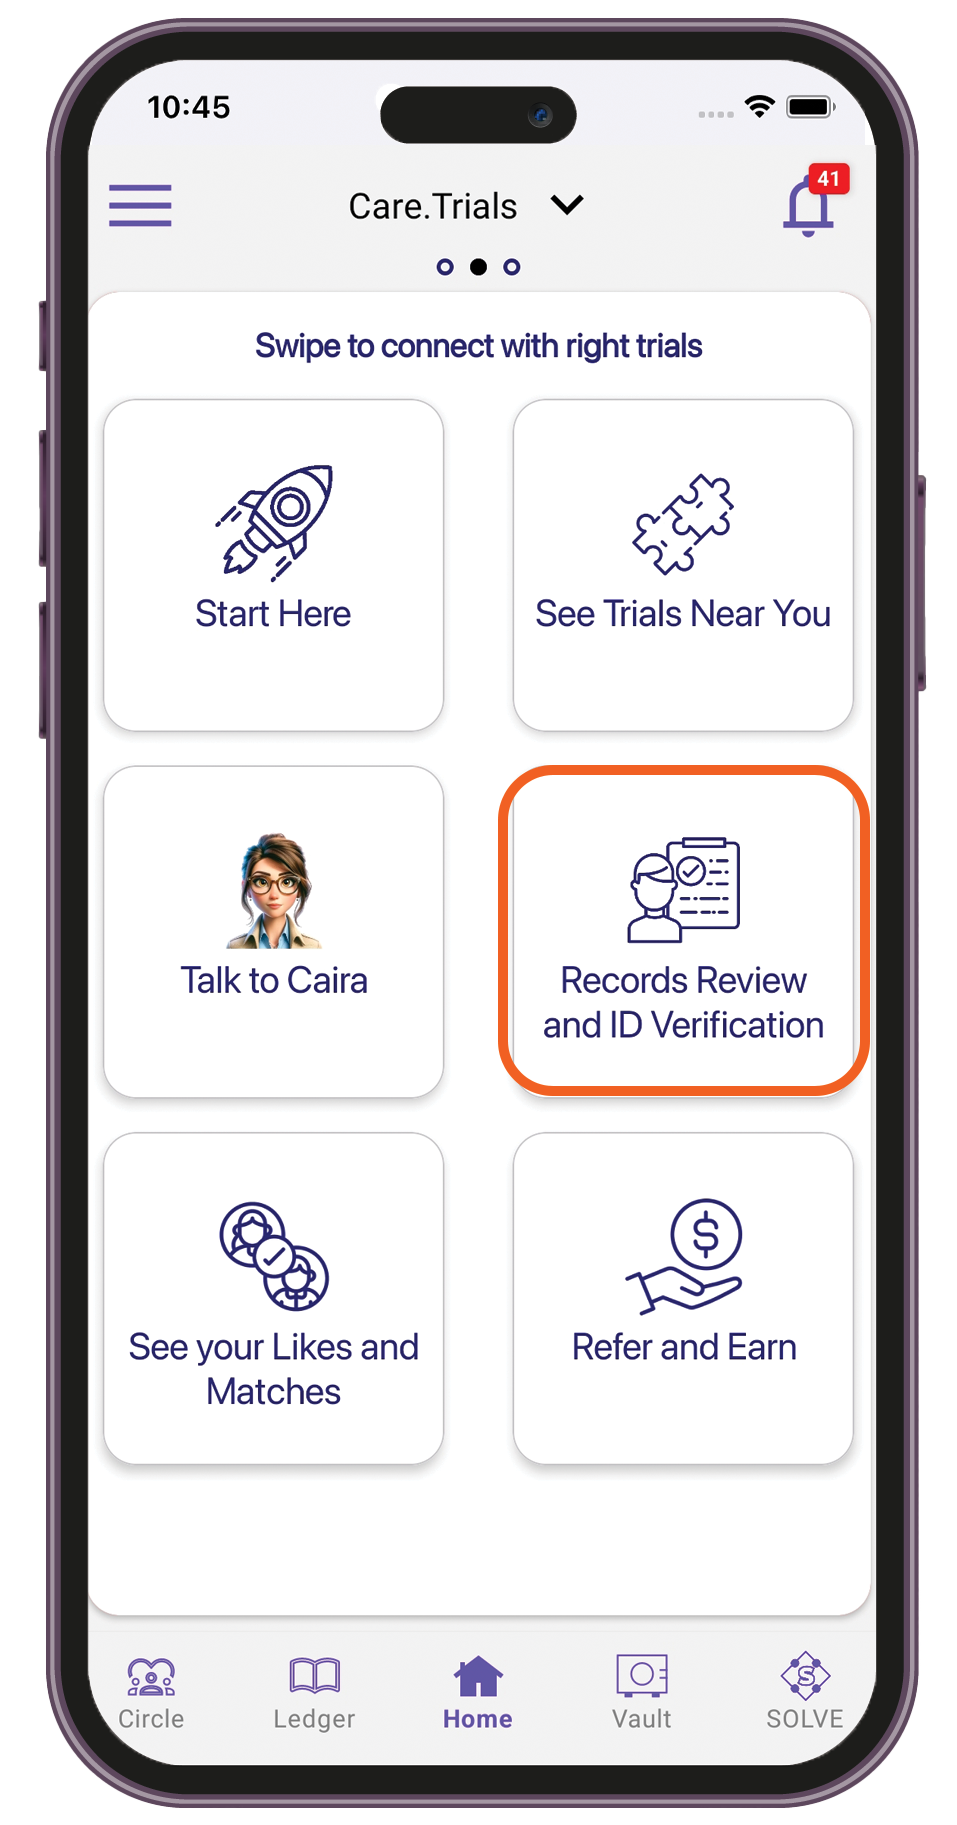 10:45
41
Care.Trials
Swipe to connect with right trials
Start Here
See Trials Near You
Talk to Caira
Records Review
and ID Verification
See your Likes and
Matches
$
Refer and Earn
S
Circle
Ledger
Home
Vault
SOLVE